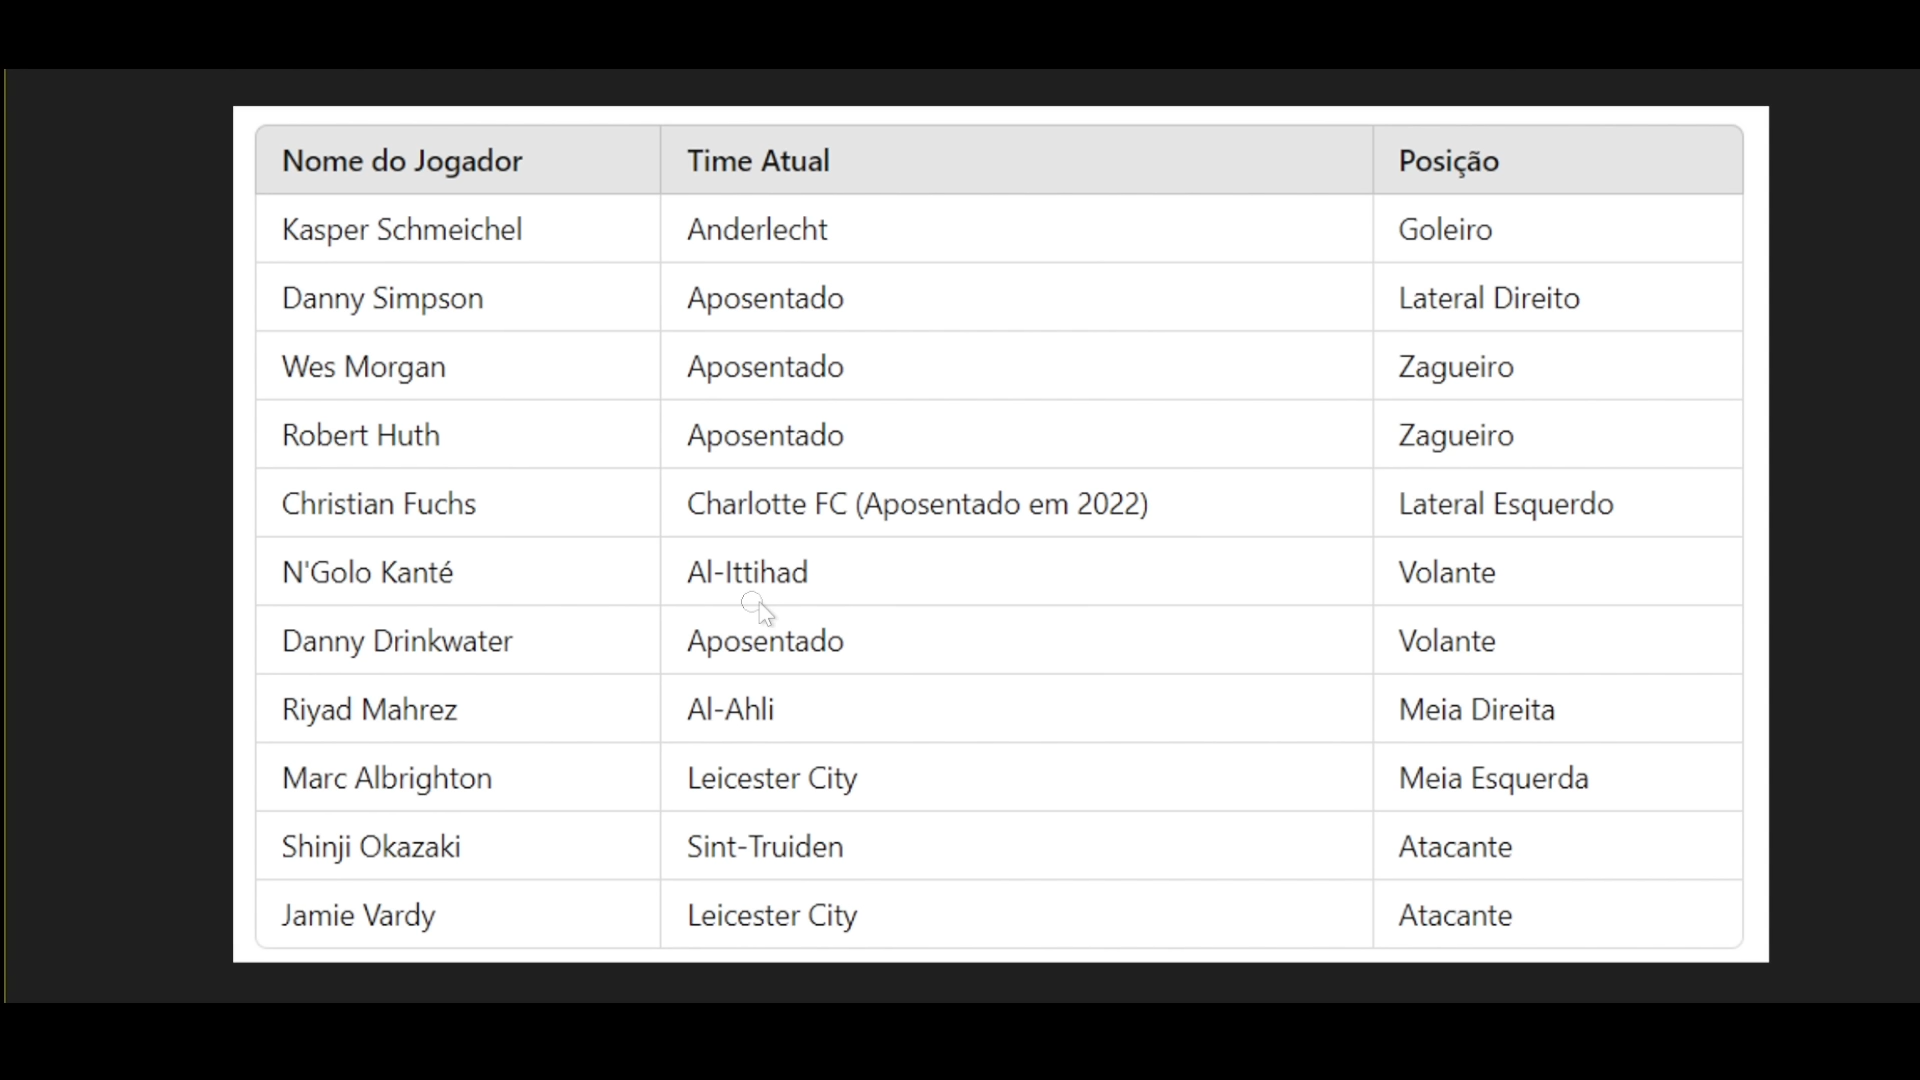 Nome do Jogador Time Atual Posição
Kasper Schmeichel Anderlecht Goleiro
Danny Simpson Aposentado Lateral Direito
Wes Morgan Aposentado Zagueiro
Robert Huth Aposentado Zagueiro
Christian Fuchs Charlotte FC (Aposentado em 2022) Lateral Esquerdo
N'Golo Kanté Al-Ittihad Volante
Danny Drinkwater Aposentado Volante
Riyad Mahrez Al-Ahli Meia Direita
Marc Albrighton Leicester City Meia Esquerda
Shinji Okazaki Sint-Truiden Atacante
Jamie Vardy Leicester City Atacante